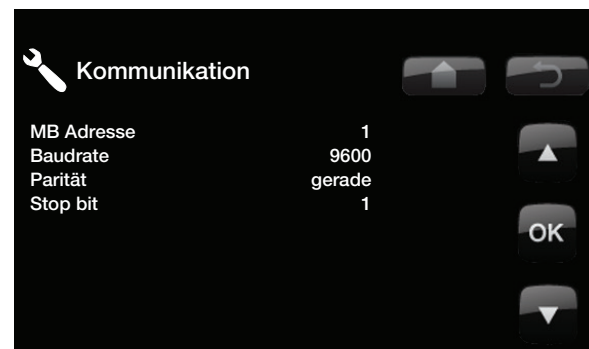 Kommunikation
MB Adresse 1
Baudrate 9600
Parität gerade
Stop bit 1
OK